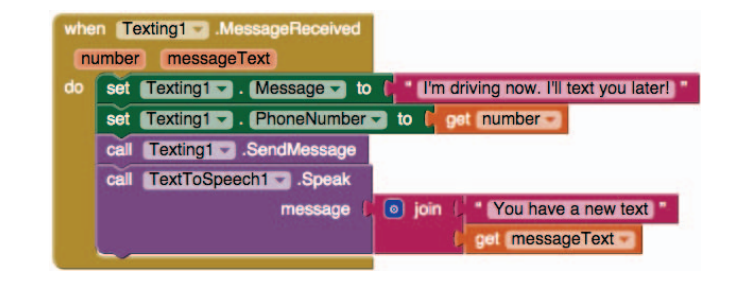 when Texting1 .MessageReceived
number messageText
do set Texting1 . Message to " I'm driving now. I'll text you later! "
set Texting1 . PhoneNumber to get number
call Texting1 .SendMessage
call TextToSpeech1 .Speak
message join " You have a new text "
get messageText